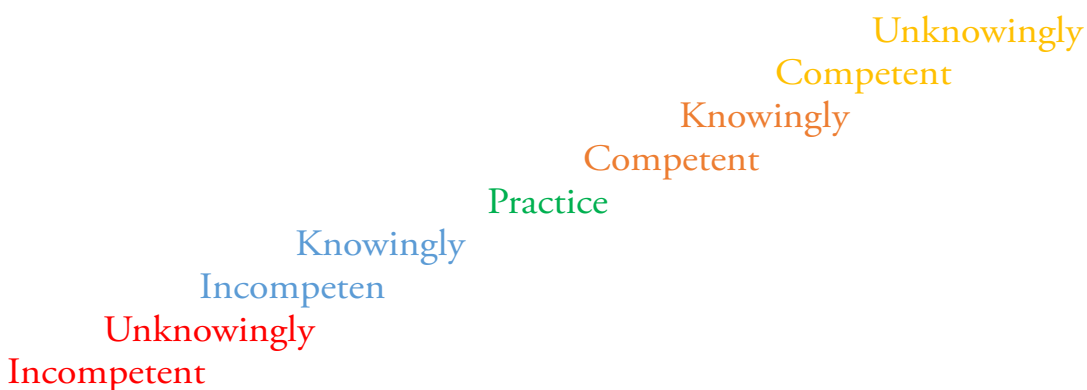 Unknowingly
Competent
Knowingly
Competent
Practice
Knowingly
Incompeten
Unknowingly
Incompetent